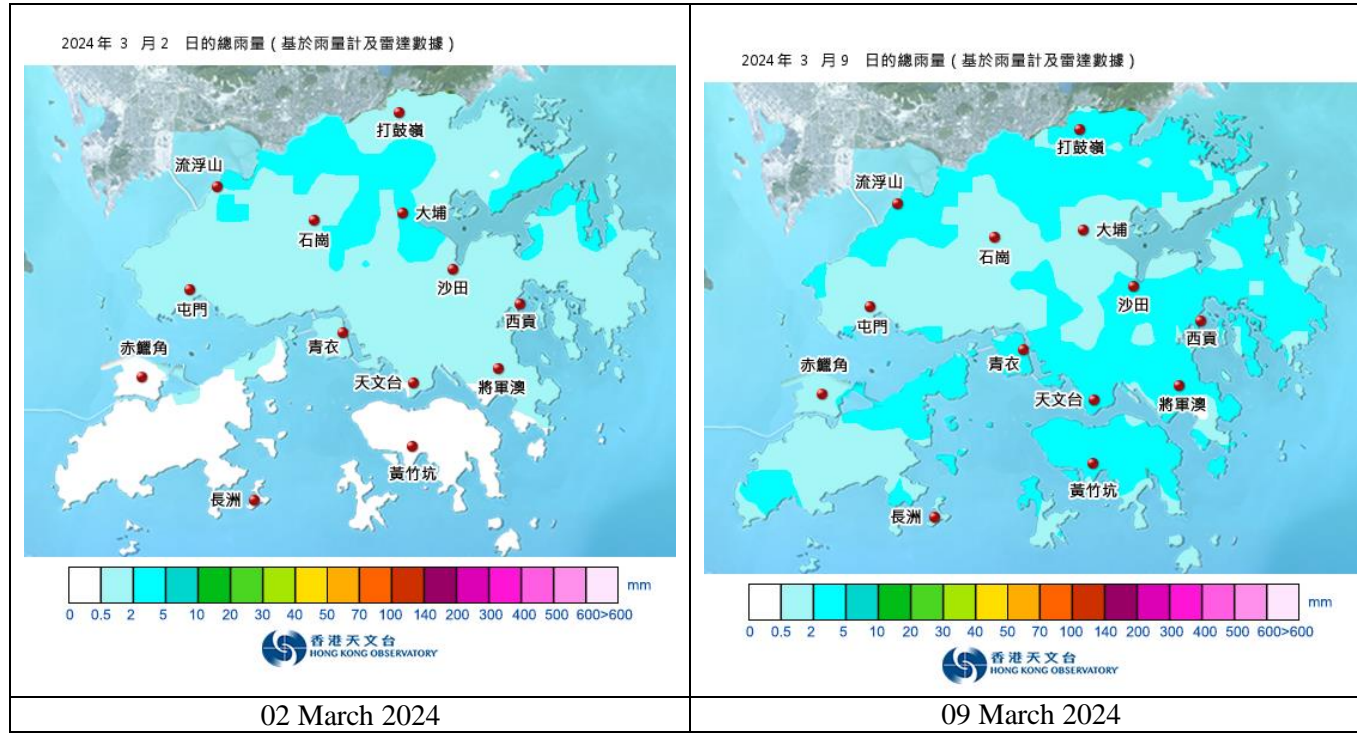 2024年 3 月2 日的總雨量 ( 基於雨量計及雷達數據 )
打鼓嶺
流浮山
大埔
石崗
沙田
屯門
西貢
青衣
赤鱲角
天文台
將軍澳
黃竹坑
長洲
mm
0 0.5 2 5 10 20 30 40 50 70 100 140 200 300 400 500 600>600
香港天文台
HONG KONG OBSERVATORY
02 March 2024
2024年 3 月9 日的總雨量 ( 基於雨量計及雷達數據 )
打鼓嶺
流浮山
大埔
石崗
沙田
屯門
西貢
青衣
赤鱲角
天文台
將軍澳
黃竹坑
長洲
mm
0 0.5 2 5 10 20 30 40 50 70 100 140 200 300 400 500 600>600
香港天文台
HONG KONG OBSERVATORY
09 March 2024